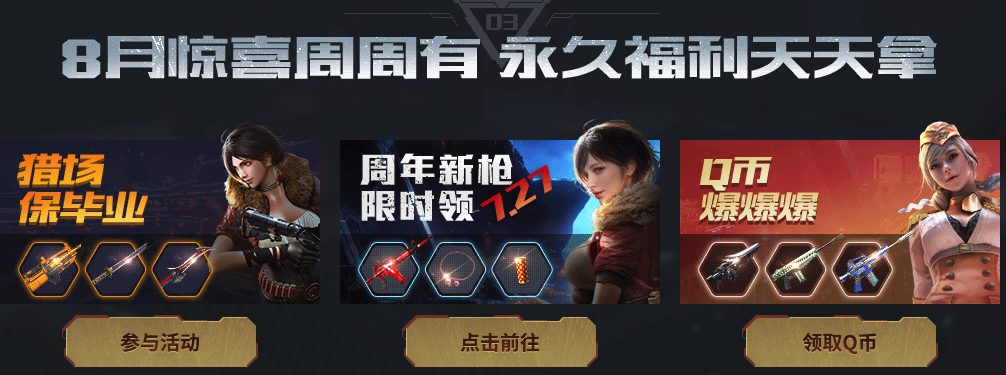 03
8月惊喜周周有 永久福利天天拿
猎场
保毕业
周年新枪
限时领 7.27
Q币
爆爆爆
参与活动
点击前往
领取Q币